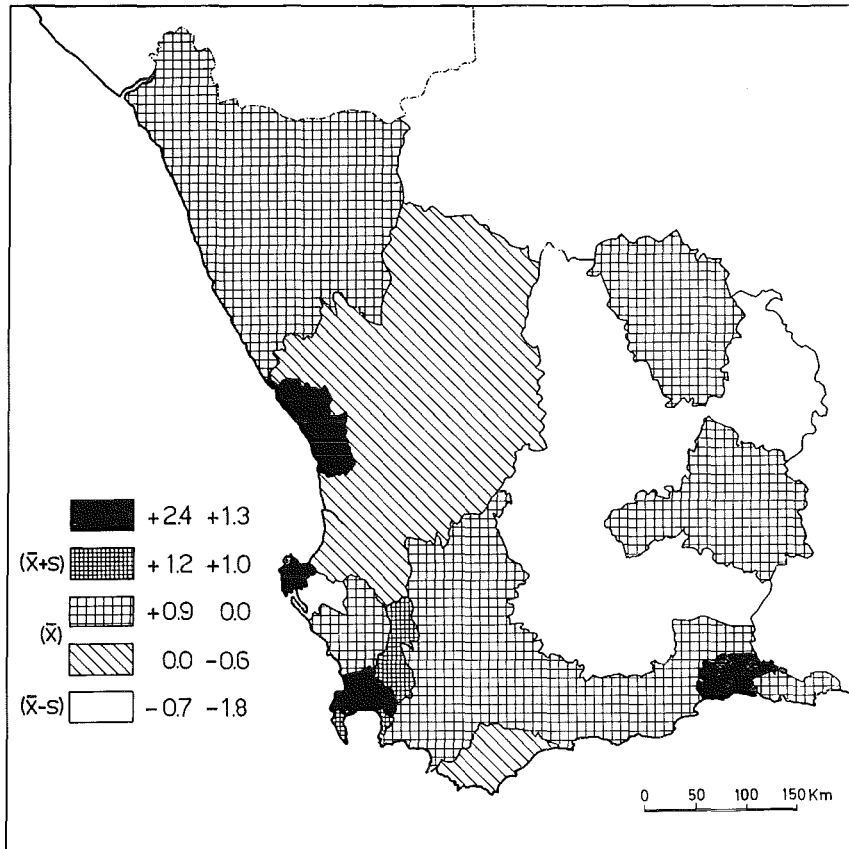 +2.4 +1.3
(X̄+S) +1.2 +1.0
+0.9 0.0
(X̄)
0.0 -0.6
(X̄-S) -0.7 -1.8
0 50 100 150 Km